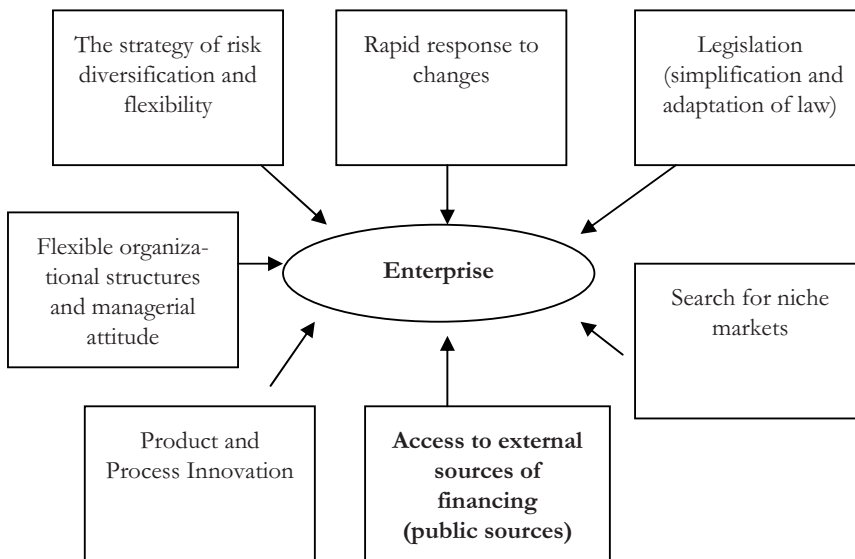 The strategy of risk
diversification and
flexibility
Rapid response to
changes
Legislation
(simplification and
adaptation of law)
Flexible organiza-
tional structures
and managerial
attitude
Enterprise
Search for niche
markets
Product and
Process Innovation
Access to external
sources of
financing
(public sources)